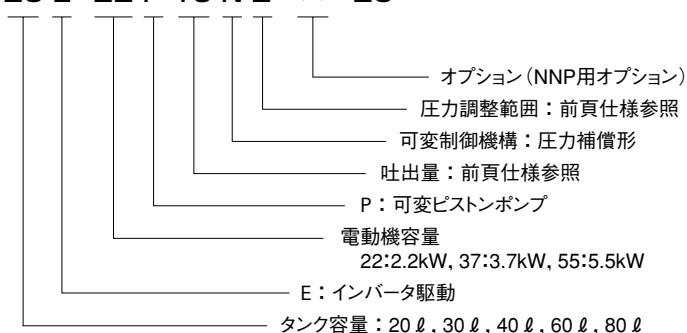 オプション（NNP用オプション）
圧力調整範囲：前頁仕様参照
可変制御機構：圧力補償形
吐出量：前頁仕様参照
P：可変ピストンポンプ
電動機容量
22:2.2kW, 37:3.7kW, 55:5.5kW
E：インバータ駆動
タンク容量：20ℓ, 30ℓ, 40ℓ, 60ℓ, 80ℓ